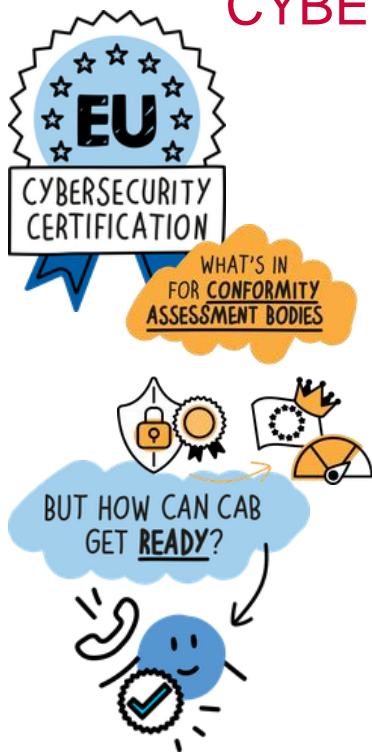 CYBE
EU
CYBERSECURITY
CERTIFICATION
WHAT'S IN
FOR CONFORMITY
ASSESSMENT BODIES
BUT HOW CAN CAB
GET READY?